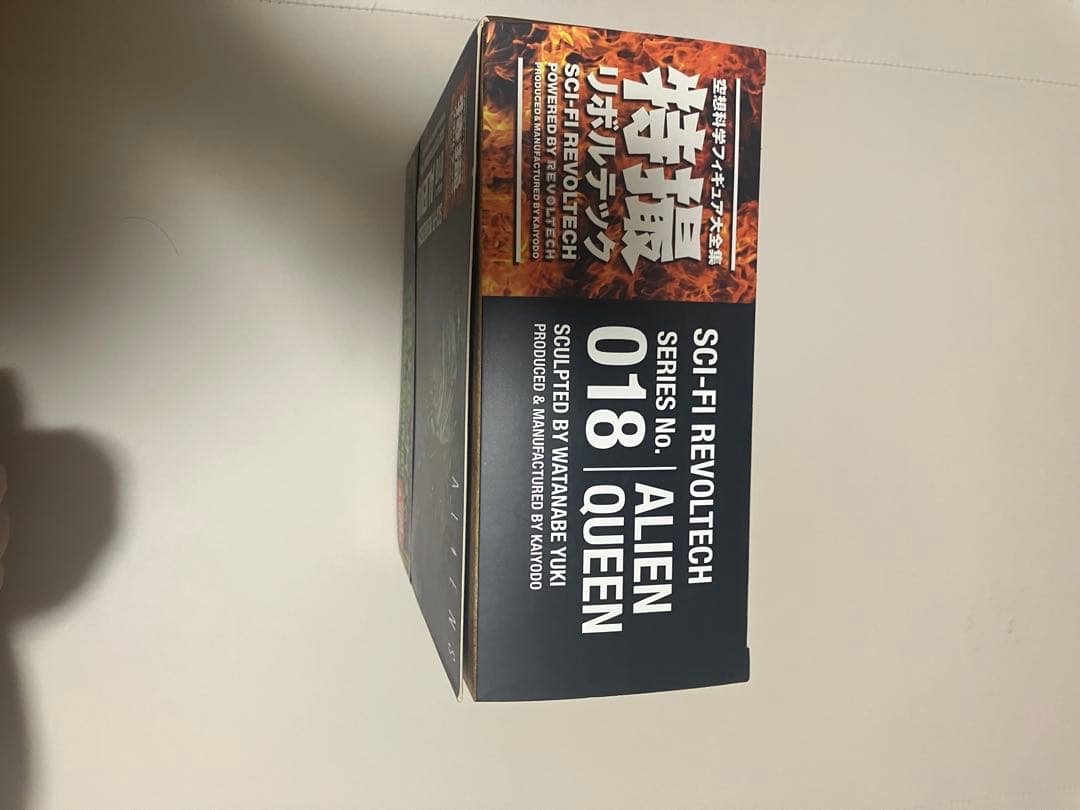 空想科学フィギュア大全集
特撮
リボルテック
SCI-FI REVOLTECH
POWERED BY REVOLTECH
PRODUCED & MANUFACTURED BY KAIYODO
SCI-FI REVOLTECH
SERIES No.
018
ALIEN
QUEEN
SCULPTED BY WATANABE YUKI
PRODUCED & MANUFACTURED BY KAIYODO
ALIENS